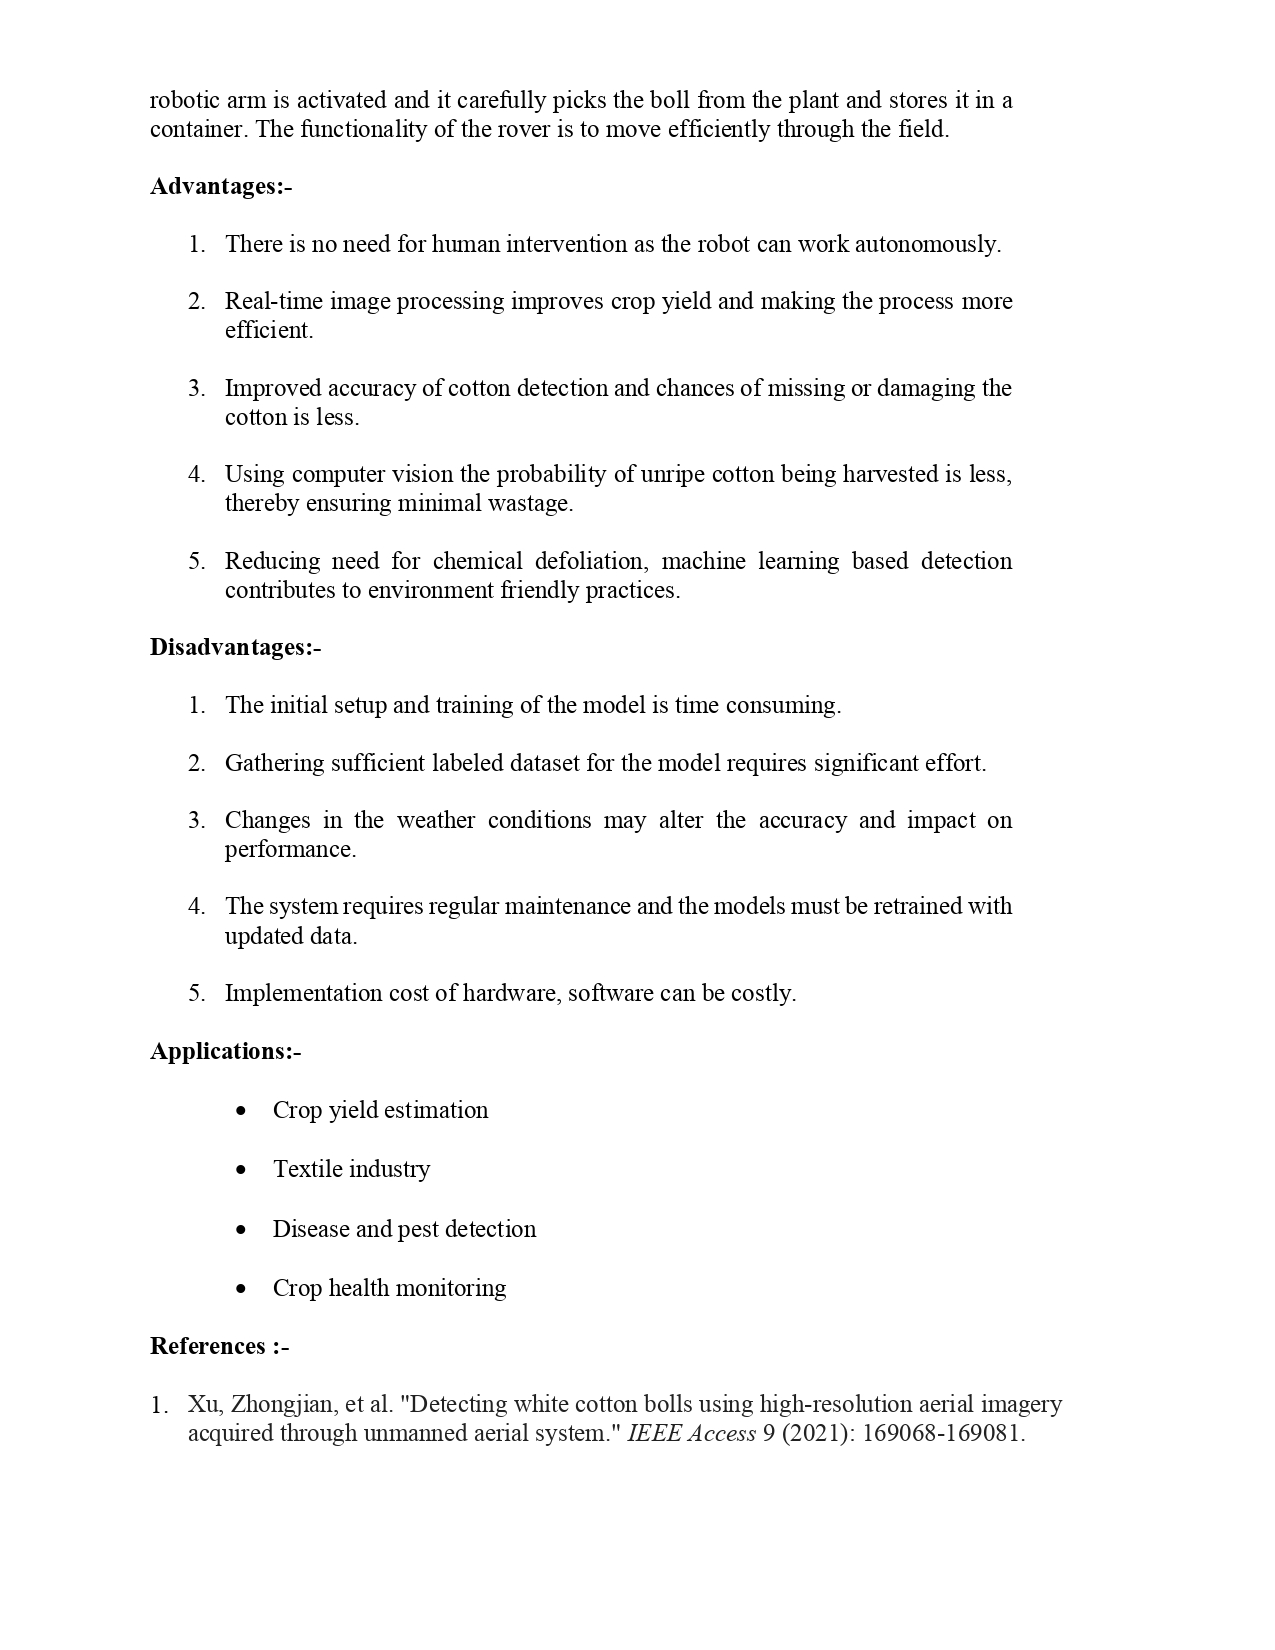 robotic arm is activated and it carefully picks the boll from the plant and stores it in a
container. The functionality of the rover is to move efficiently through the field.
Advantages:-
1. There is no need for human intervention as the robot can work autonomously.
2. Real-time image processing improves crop yield and making the process more
efficient.
3. Improved accuracy of cotton detection and chances of missing or damaging the
cotton is less.
4. Using computer vision the probability of unripe cotton being harvested is less,
thereby ensuring minimal wastage.
5. Reducing need for chemical defoliation, machine learning based detection
contributes to environment friendly practices.
Disadvantages:-
1. The initial setup and training of the model is time consuming.
2. Gathering sufficient labeled dataset for the model requires significant effort.
3. Changes in the weather conditions may alter the accuracy and impact on
performance.
4. The system requires regular maintenance and the models must be retrained with
updated data.
5. Implementation cost of hardware, software can be costly.
Applications:-
• Crop yield estimation
• Textile industry
• Disease and pest detection
• Crop health monitoring
References :-
1. Xu, Zhongjian, et al. "Detecting white cotton bolls using high-resolution aerial imagery
acquired through unmanned aerial system." IEEE Access 9 (2021): 169068-169081.